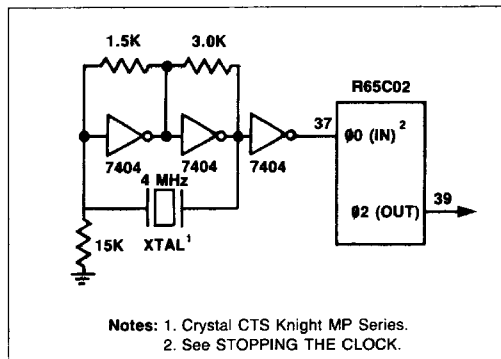 1.5K 3.0K
R65C02
37 Ø0 (IN) 2
7404 7404 7404
4 MHz
39
Ø2 (OUT)
15K XTAL1
Notes: 1. Crystal CTS Knight MP Series.
2. See STOPPING THE CLOCK.